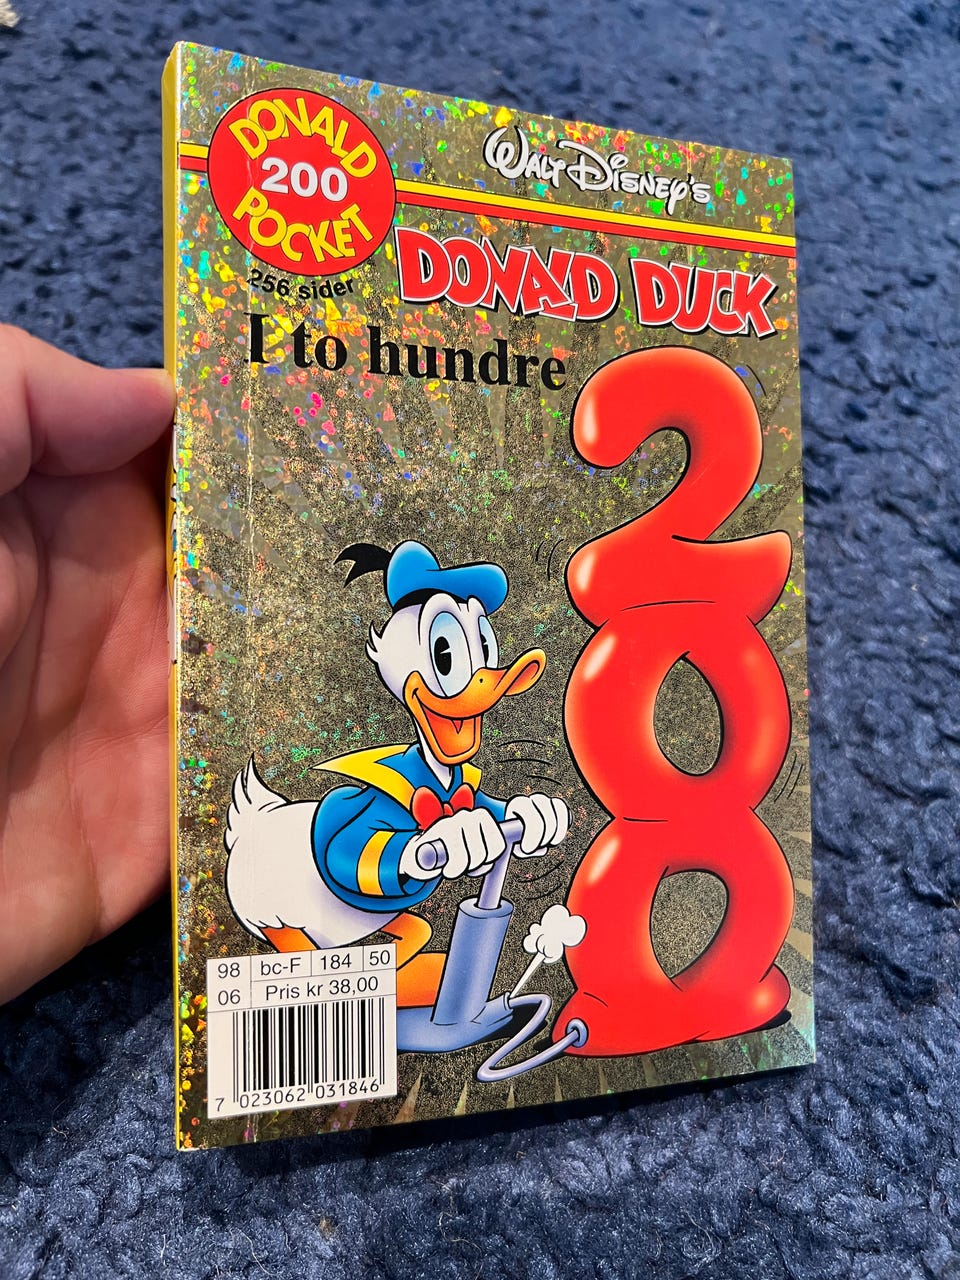 DONALD
200
POCKET
WALT DISNEY'S
DONALD DUCK
256 sider
I to hundre
200
98 bc-F 184 50
06 Pris kr 38,00
7 023062 031846